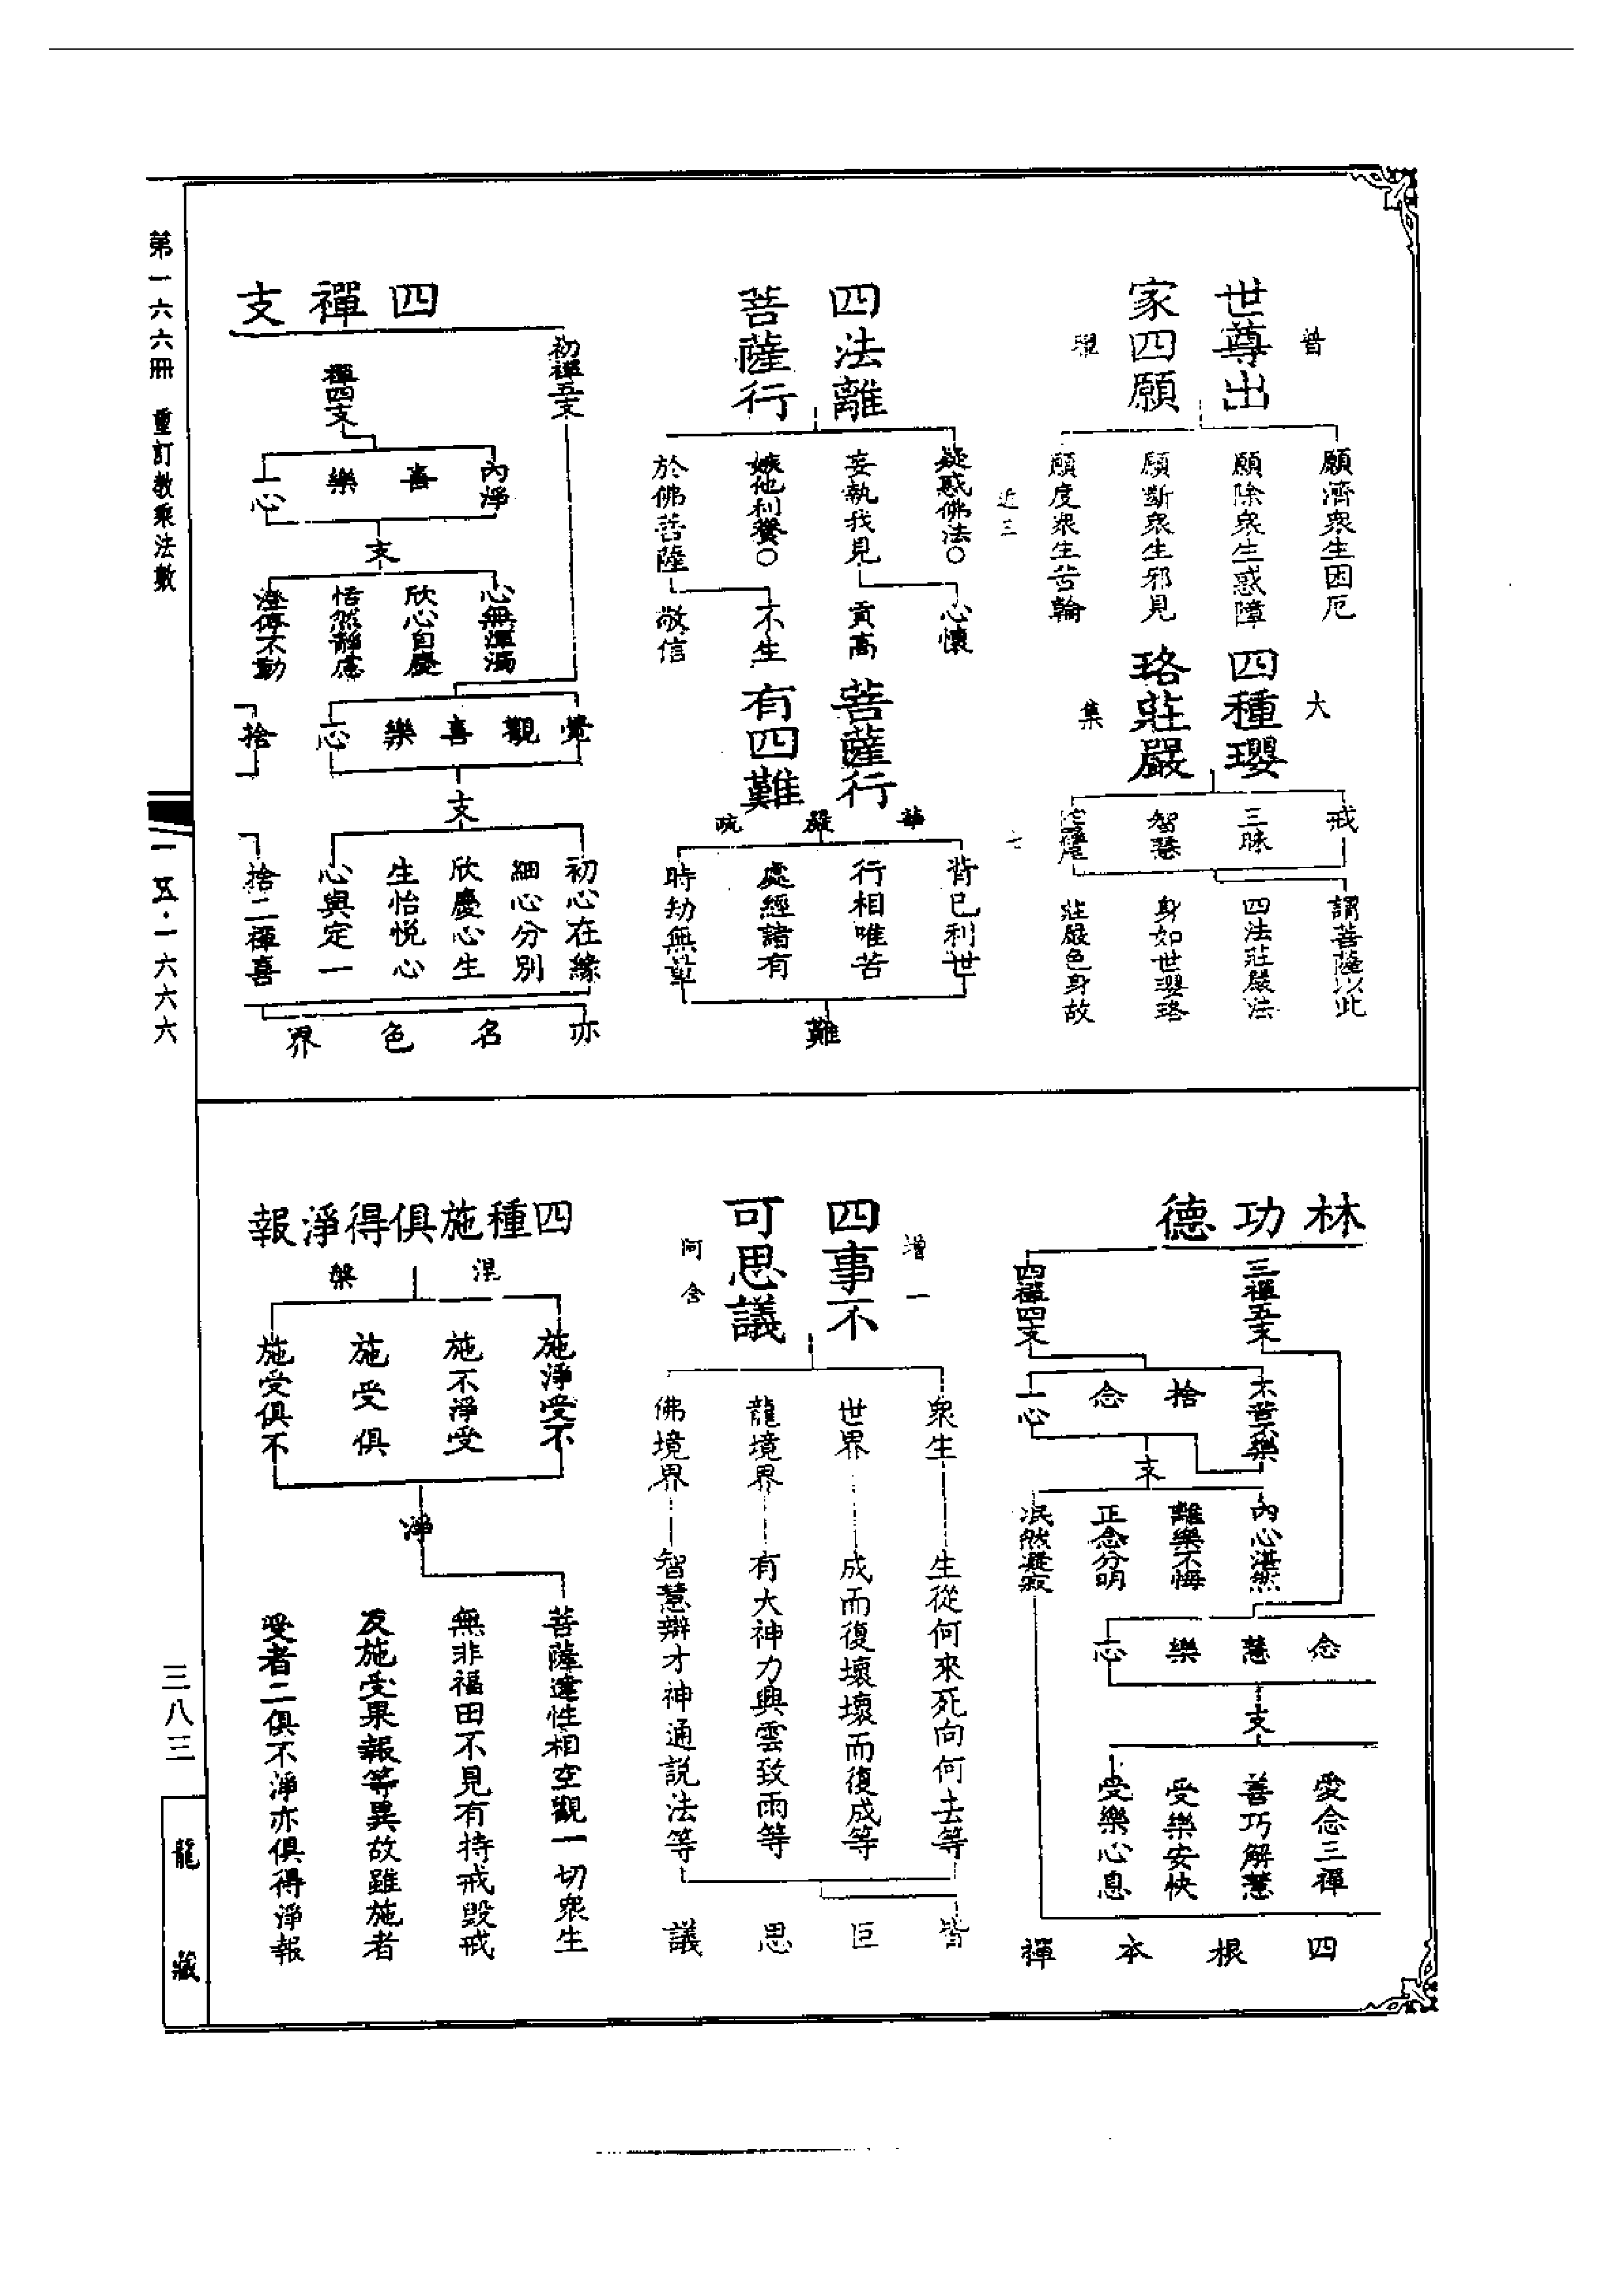 世尊出
家四願
普
曜
願濟衆生困厄
願除衆生惑障
願斷衆生邪見
願度衆生苦輪
四種瓔
珞莊嚴
大
集
戒
三昧
智慧
陀羅尼
謂菩薩以此
四法莊嚴法
身如世瓔珞
莊嚴色身故
近三
七
四法離
菩薩行
疑惑佛法○
妄執我見
嫉他利養○
於佛菩薩
心懷
貢高
不生
敬信
菩薩行
有四難
華嚴疏
背己利世
行相唯苦
處經諸有
時劫無量
難
四禪支
初禪五支
禪四支
內淨
喜
樂
一心
支
心無渾濁
欣心自慶
恬然靜慮
澄渟不動
覺
觀
喜
樂
一心
支
初心在緣
細心分別
欣慶心生
生怡悅心
心與定一
捨
捨二禪喜
亦名色界
林功德
三禪五支
四禪四支
不苦不樂
捨
念
一心
支
內心湛然
離樂不悔
正念分明
泯然凝寂
念
慧
樂
一心
支
愛念三禪
善巧解慧
受樂安快
受樂心息
四根本禪
四事不
可思議
增一
阿含
衆生
世界
龍境界
佛境界
生從何來死向何去等
成而復壞壞而復成等
有大神力興雲致雨等
智慧辯才神通説法等
皆叵思議
四種施俱得淨報
涅槃
施淨受不
施不淨受
施受俱
施受俱不
淨
菩薩達性相空觀一切衆生
無非福田不見有持戒毀戒
及施受果報等異故雖施者
受者二俱不淨亦俱得淨報
第一六六冊 重訂教乘法數
一五·一六六六
三八三
龍藏